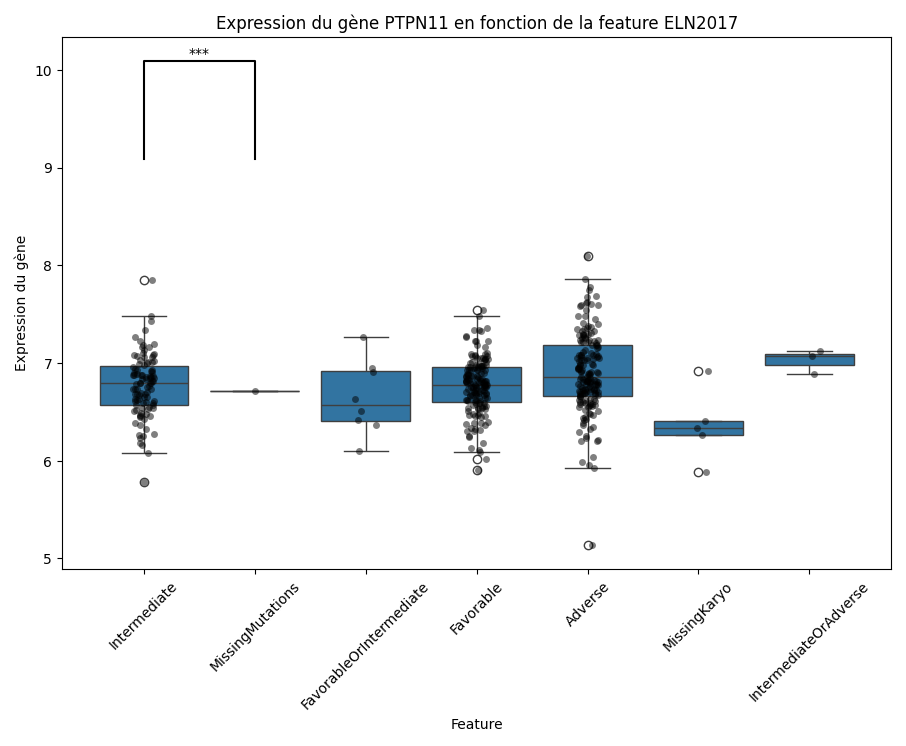 Expression du gène PTPN11 en fonction de la feature ELN2017
***
10
9
8
7
6
5
Expression du gène
Intermediate
MissingMutations
FavorableOrIntermediate
Favorable
Adverse
MissingKaryo
IntermediateOrAdverse
Feature